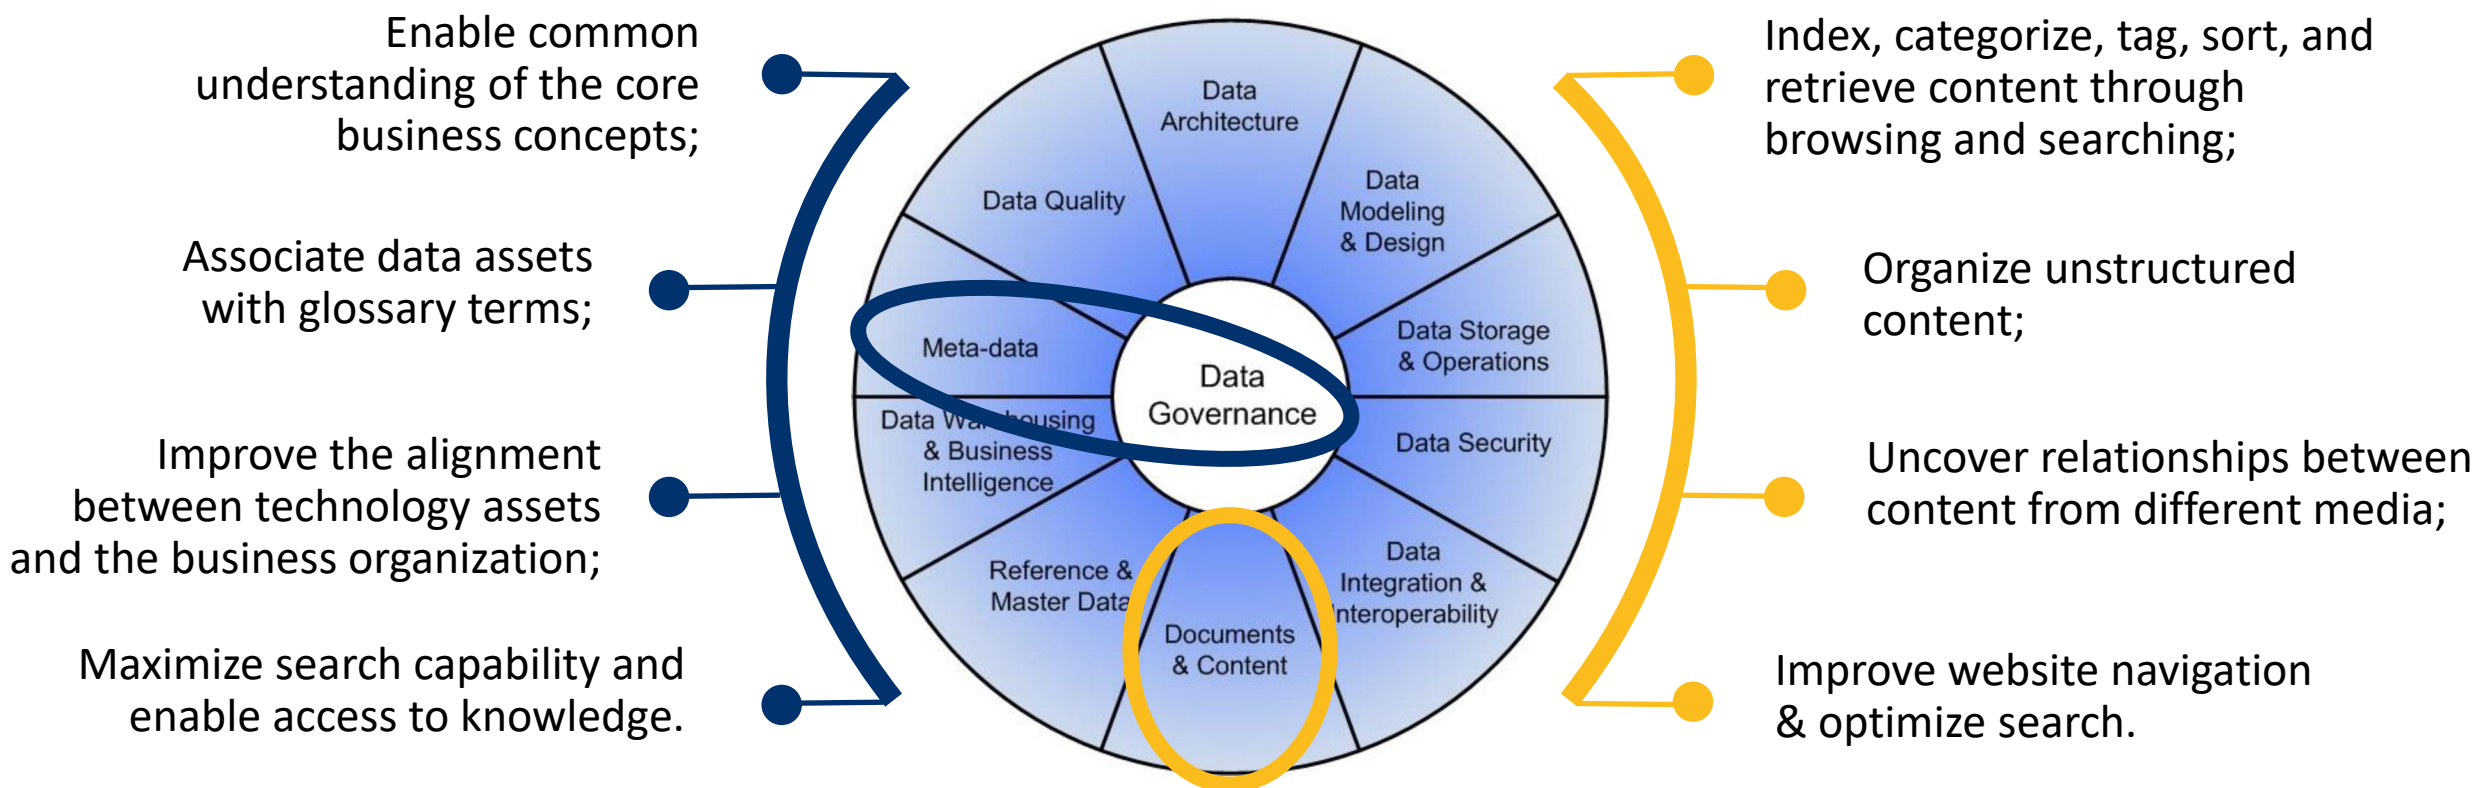 Enable common
understanding of the core
business concepts;
Associate data assets
with glossary terms;
Improve the alignment
between technology assets
and the business organization;
Maximize search capability and
enable access to knowledge.
Data
Architecture
Data
Modeling
& Design
Data Storage
& Operations
Data Security
Data
Integration &
Interoperability
Documents
& Content
Reference &
Master Data
Data Warehousing
& Business
Intelligence
Meta-data
Data Quality
Data
Governance
Index, categorize, tag, sort, and
retrieve content through
browsing and searching;
Organize unstructured
content;
Uncover relationships between
content from different media;
Improve website navigation
& optimize search.